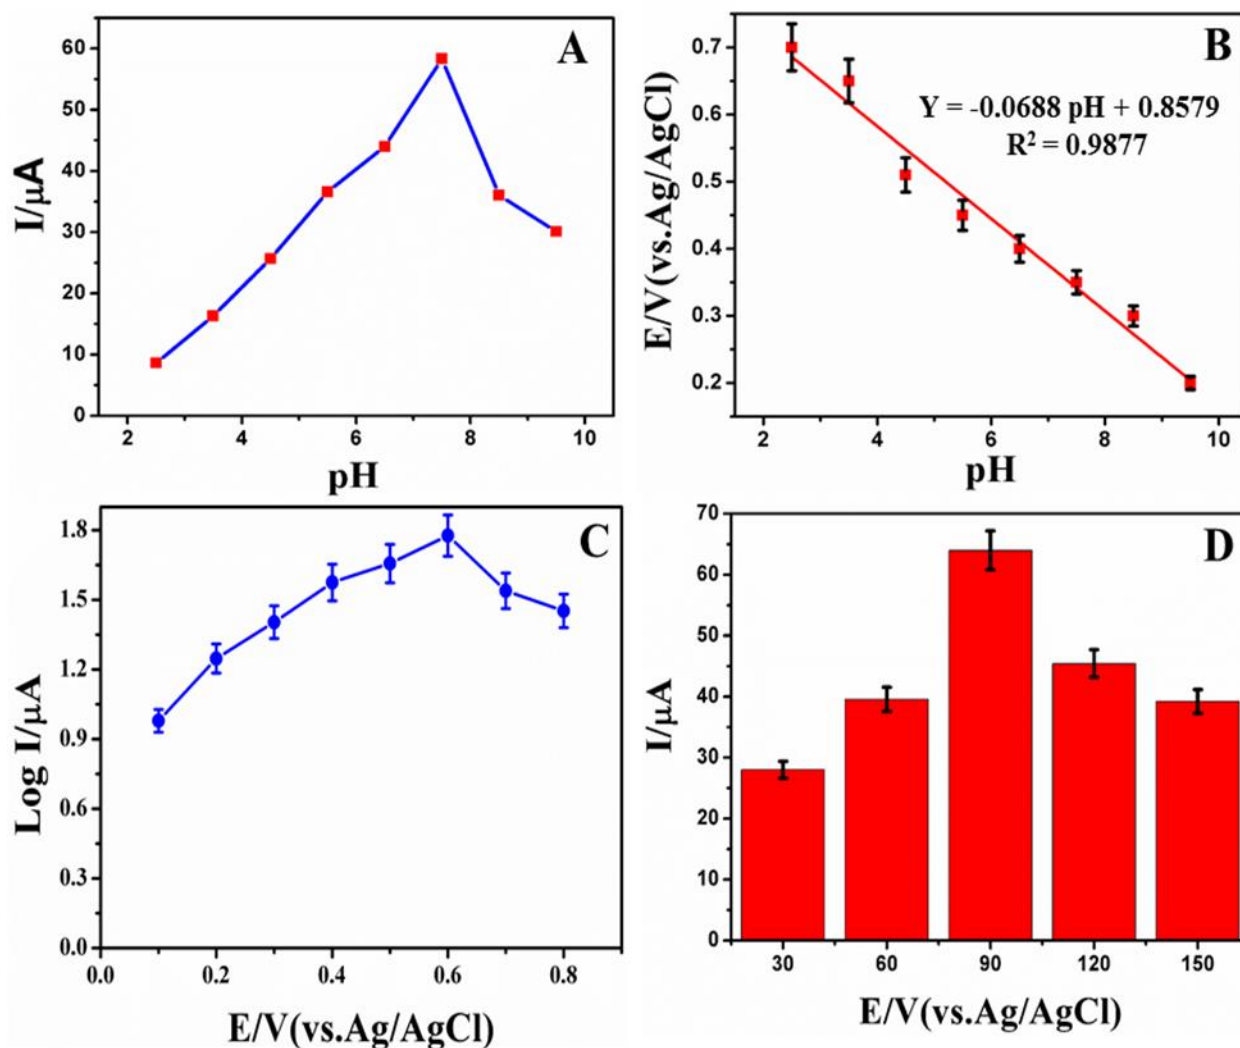 A
I/μA
60
50
40
30
20
10
0
2 4 6 8 10
pH
B
E/V(vs.Ag/AgCl)
0.7
0.6
0.5
0.4
0.3
0.2
Y = -0.0688 pH + 0.8579
R² = 0.9877
2 4 6 8 10
pH
C
Log I/μA
1.8
1.5
1.2
0.9
0.6
0.3
0.0
0.0 0.2 0.4 0.6 0.8
E/V(vs.Ag/AgCl)
D
I/μA
70
60
50
40
30
20
10
0
30 60 90 120 150
E/V(vs.Ag/AgCl)